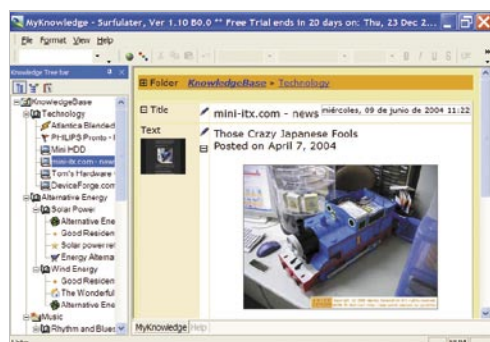 MyKnowledge - Surfulater, Ver 1.10 B0.0 ** Free Trial ends in 20 days on: Thu, 23 Dec 2...
File Format View Help
Knowledge Tree bar
KnowledgeBase
Technology
Atlantica Blended
PHILIPS Pronto - 
Mini HDD
mini-itx.com - news
Tom's Hardware
DeviceForge.com
Alternative Energy
Solar Power
Alternative Ene
Good Residen
Solar power ref
Energy Alterna
Wind Energy
Good Residen
The Wonderful
Alternative Ene
Music
Rhythm and Blues
Folder KnowledgeBase > Technology
Title
mini-itx.com - news
miércoles, 09 de junio de 2004 11:22
Text
Those Crazy Japanese Fools
Posted on April 7, 2004
MyKnowledge Help